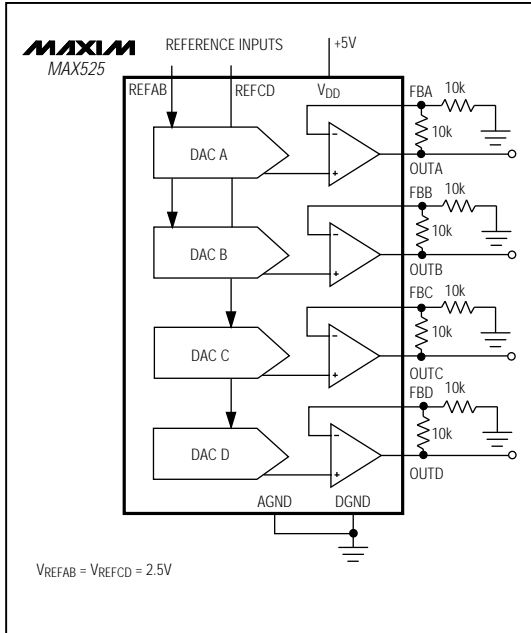 MAXIM
MAX525
REFERENCE INPUTS
+5V
REFAB
REFCD
VDD
FBA
10k
10k
DAC A
−
+
OUTA
FBB
10k
10k
DAC B
−
+
OUTB
FBC
10k
10k
DAC C
−
+
OUTC
FBD
10k
10k
DAC D
−
+
OUTD
AGND
DGND
VREFAB = VREFCD = 2.5V